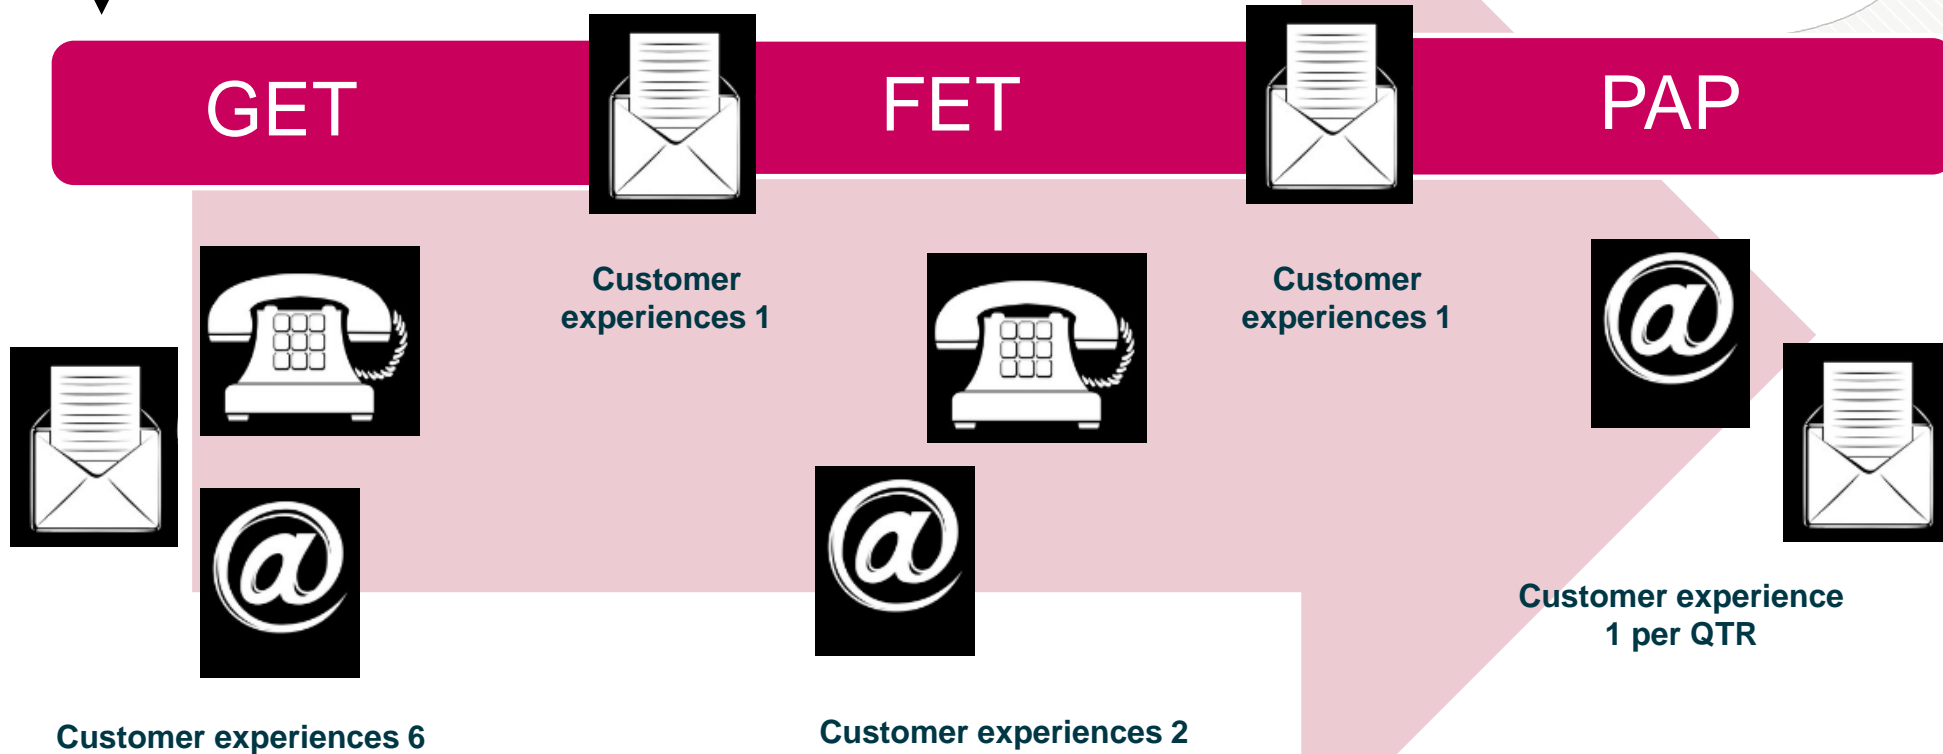 GET
FET
PAP
Customer
experiences 1
Customer
experiences 1
Customer experience
1 per QTR
Customer experiences 6
Customer experiences 2